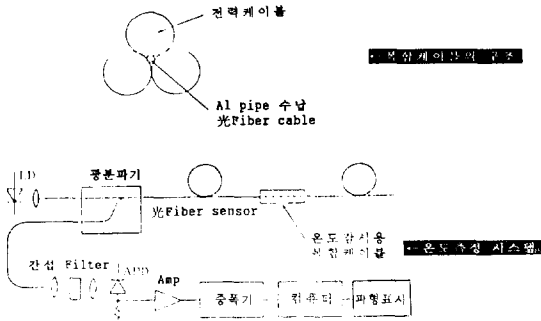 전력케이블
복합케이블의 구조
Al pipe 수납
光Fiber cable
LD
광분파기
光Fiber sensor
온도감시용
복합케이블
온도측정 시스템
간섭 Filter
APD
Amp
증폭기
컴퓨터
파형표시